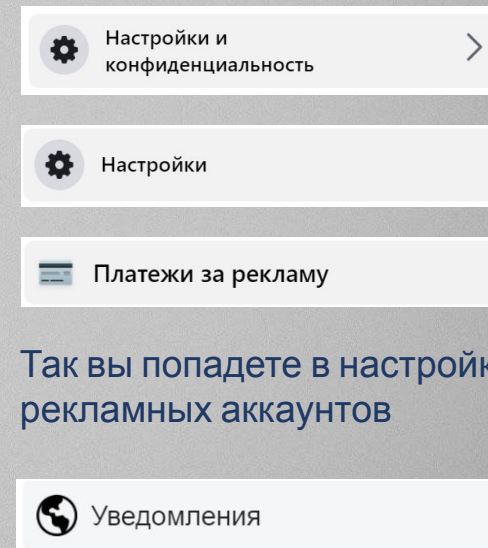 Настройки и
конфиденциальность
Настройки
Платежи за рекламу
Так вы попадете в настройк
рекламных аккаунтов
Уведомления